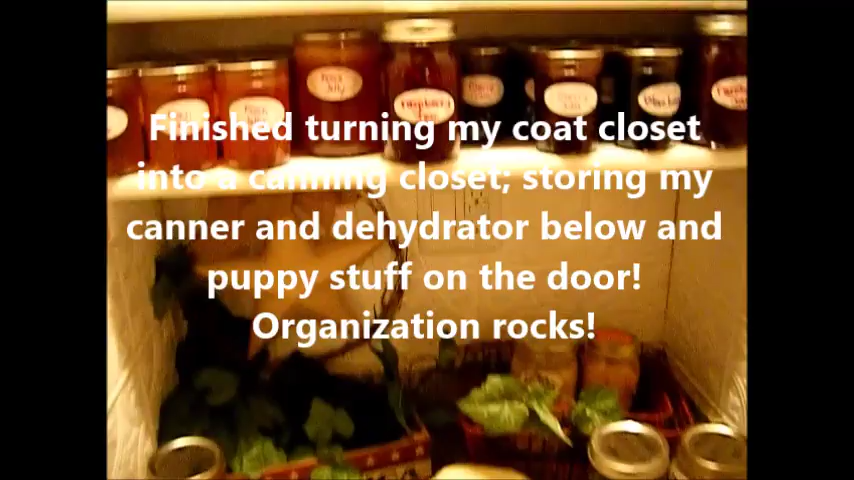 Finished turning my coat closet
into a canning closet; storing my
canner and dehydrator below and
puppy stuff on the door!
Organization rocks!
Raspberry